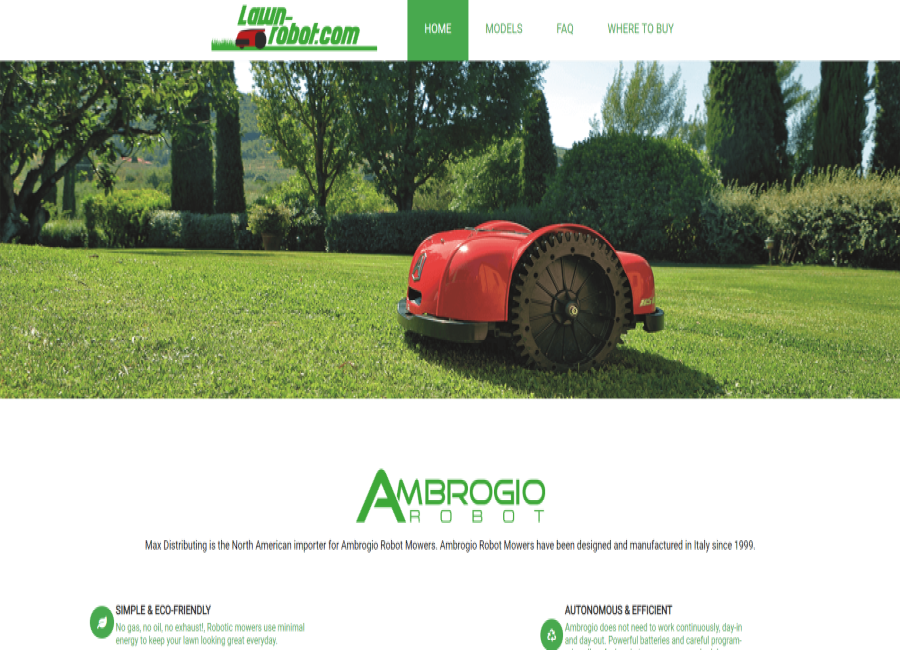 Lawn-
robot.com
HOME MODELS FAQ WHERE TO BUY
AMBROGIO
ROBOT
Max Distributing is the North American importer for Ambrogio Robot Mowers. Ambrogio Robot Mowers have been designed and manufactured in Italy since 1999.
SIMPLE & ECO-FRIENDLY
No gas, no oil, no exhaust!, Robotic mowers use minimal
energy to keep your lawn looking great everyday.
AUTONOMOUS & EFFICIENT
Ambrogio does not need to work continuously, day-in
and day-out. Powerful batteries and careful program-